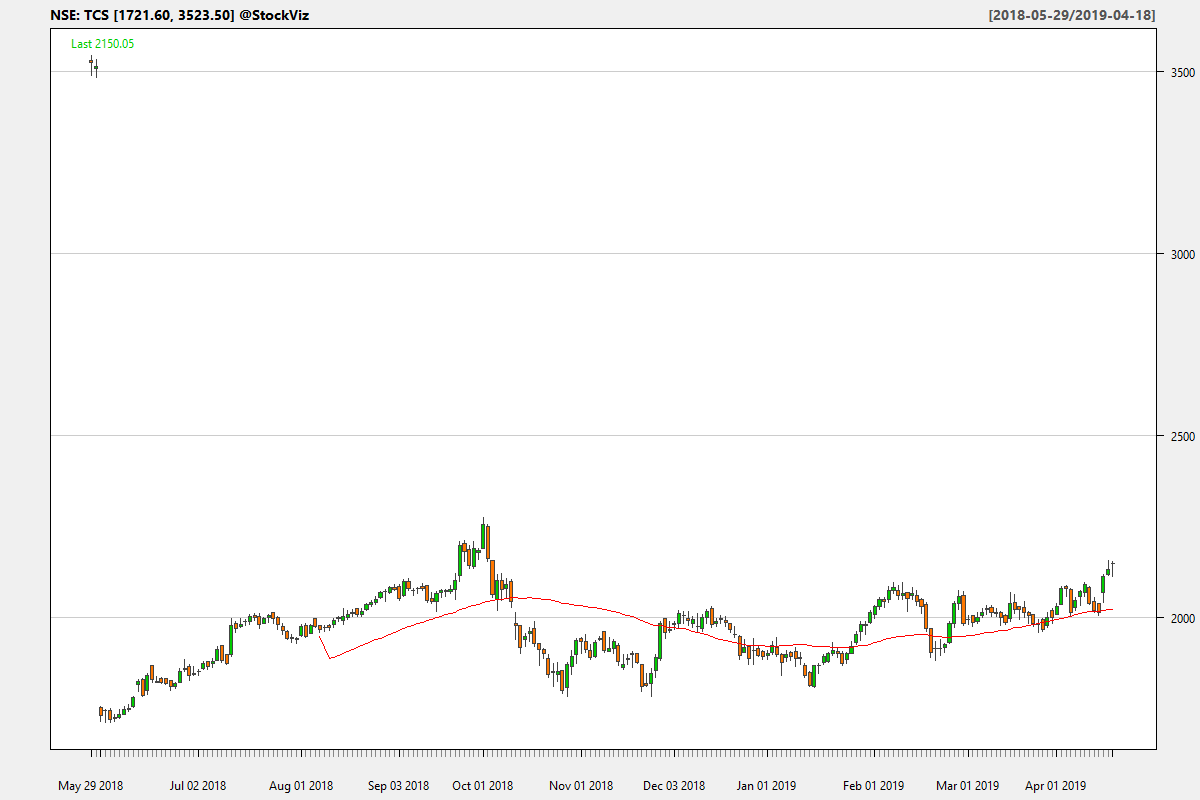 NSE: TCS [1721.60, 3523.50] @StockViz
[2018-05-29/2019-04-18]
Last 2150.05
3500
3000
2500
2000
May 29 2018
Jul 02 2018
Aug 01 2018
Sep 03 2018
Oct 01 2018
Nov 01 2018
Dec 03 2018
Jan 01 2019
Feb 01 2019
Mar 01 2019
Apr 01 2019